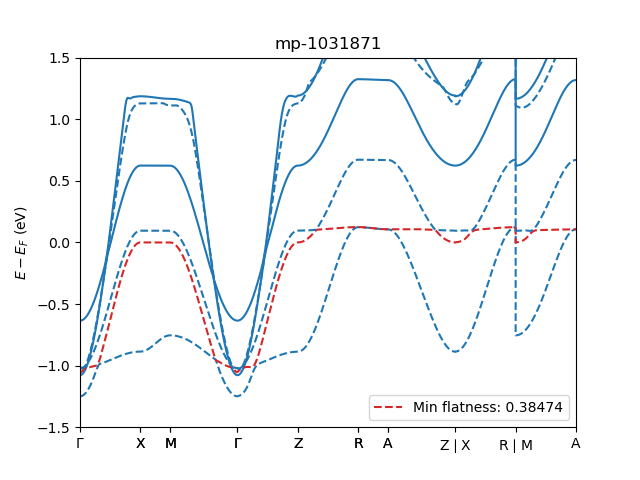 mp-1031871
E − E_F (eV)
1.5
1.0
0.5
0.0
−0.5
−1.0
−1.5
Min flatness: 0.38474
Γ X M Γ Z R A Z | X R | M A